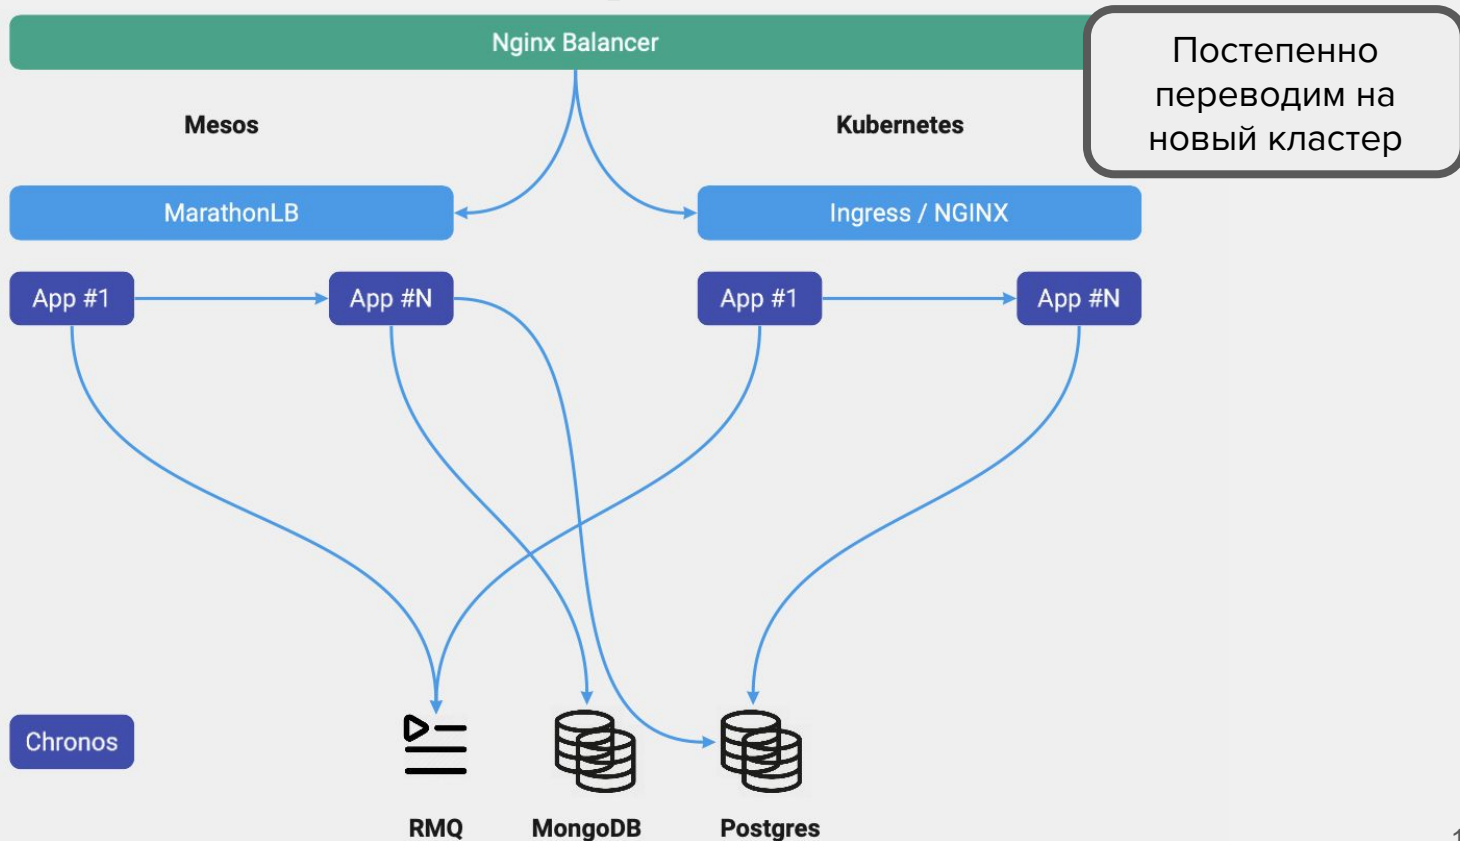 Nginx Balancer
Постепенно
переводим на
новый кластер
Mesos
Kubernetes
MarathonLB
Ingress / NGINX
App #1
App #N
App #1
App #N
Chronos
RMQ
MongoDB
Postgres